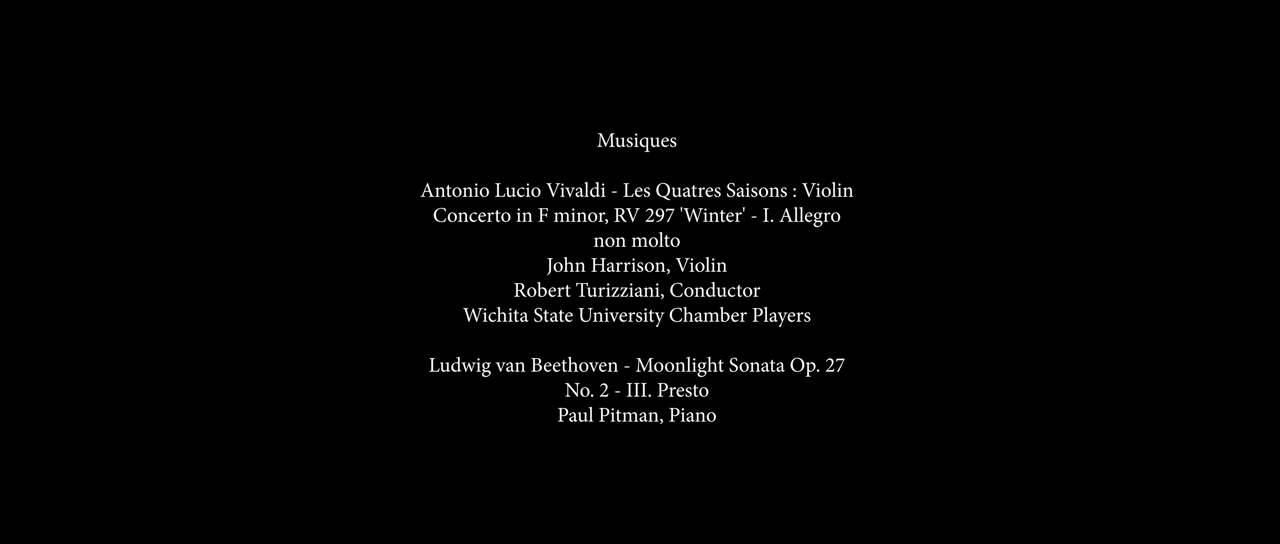 Musiques
Antonio Lucio Vivaldi - Les Quatres Saisons : Violin
Concerto in F minor, RV 297 'Winter' - I. Allegro
non molto
John Harrison, Violin
Robert Turizziani, Conductor
Wichita State University Chamber Players
Ludwig van Beethoven - Moonlight Sonata Op. 27
No. 2 - III. Presto
Paul Pitman, Piano